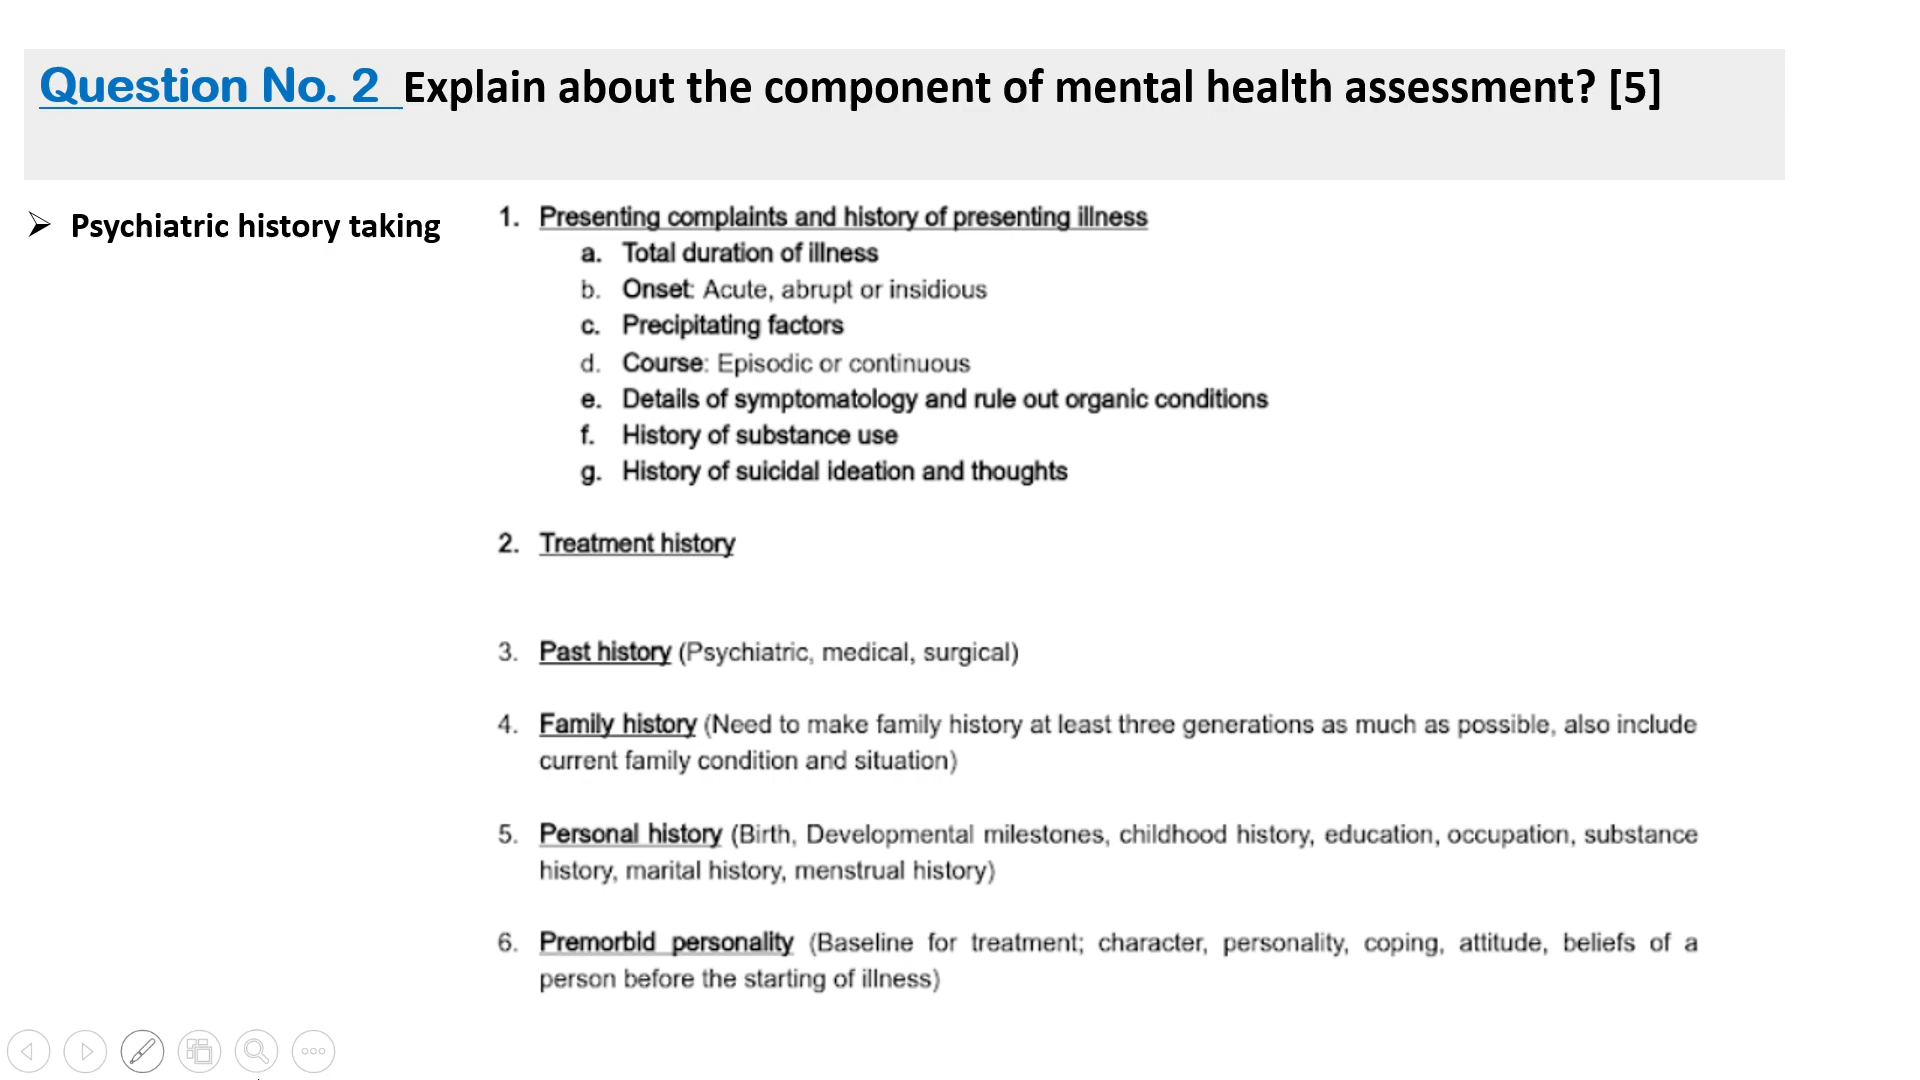 Question No. 2 Explain about the component of mental health assessment? [5]
➢ Psychiatric history taking
1. Presenting complaints and history of presenting illness
a. Total duration of illness
b. Onset: Acute, abrupt or insidious
c. Precipitating factors
d. Course: Episodic or continuous
e. Details of symptomatology and rule out organic conditions
f. History of substance use
g. History of suicidal ideation and thoughts
2. Treatment history
3. Past history (Psychiatric, medical, surgical)
4. Family history (Need to make family history at least three generations as much as possible, also include
current family condition and situation)
5. Personal history (Birth, Developmental milestones, childhood history, education, occupation, substance
history, marital history, menstrual history)
6. Premorbid personality (Baseline for treatment; character, personality, coping, attitude, beliefs of a
person before the starting of illness)